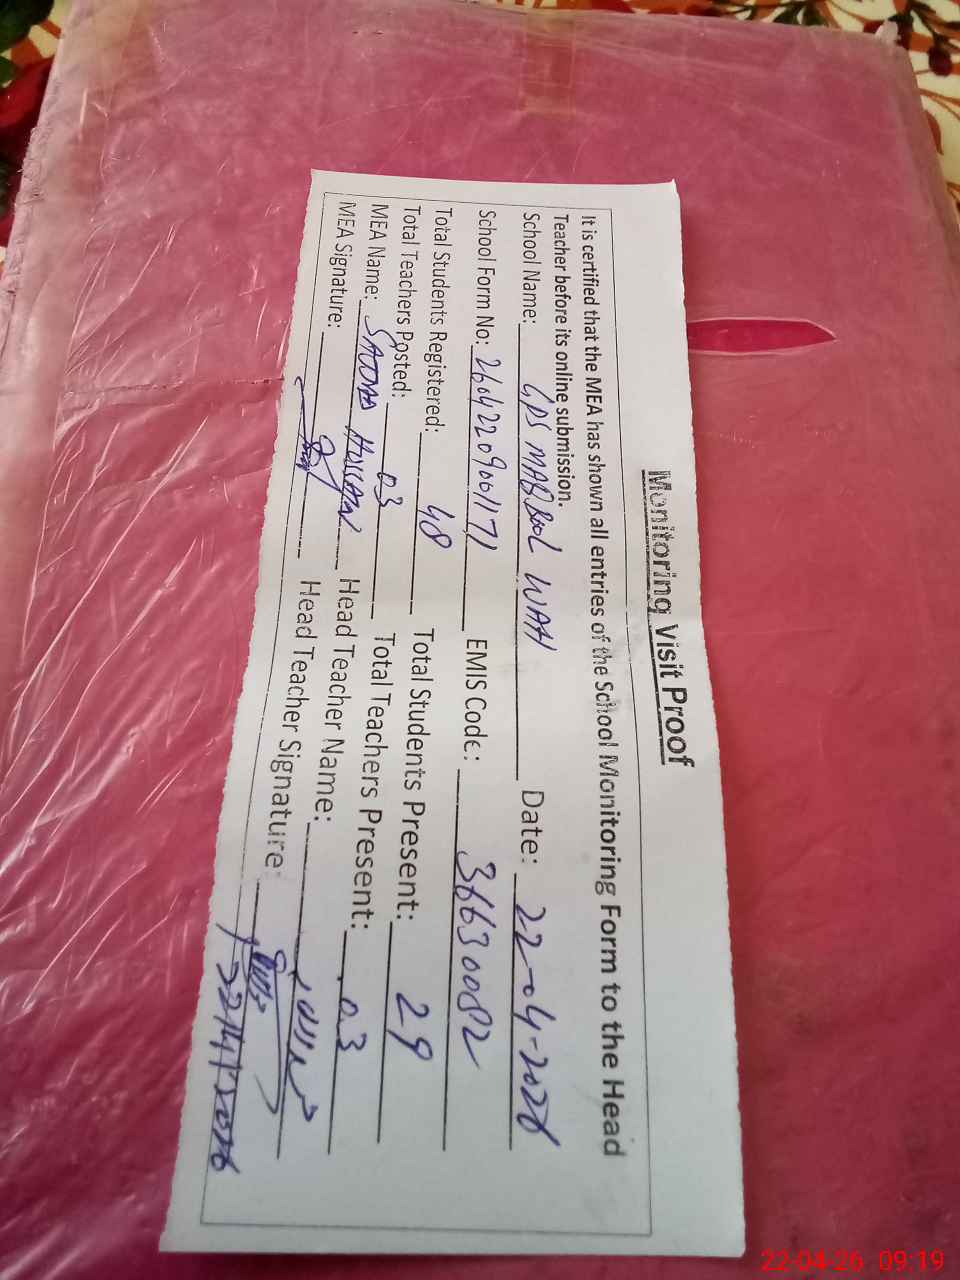 Monitoring Visit Proof
It is certified that the MEA has shown all entries of the School Monitoring Form to the Head
Teacher before its online submission.
School Name: GPS MAQBOOL WAH Date: 22-04-2026
School Form No: 26042209001171 EMIS Code: 36630082
Total Students Registered: 48 Total Students Present: 29
Total Teachers Posted: 03 Total Teachers Present: 03
MEA Name: HUSSAIN Head Teacher Name:
MEA Signature: Head Teacher Signature:
22-04-26 09:19